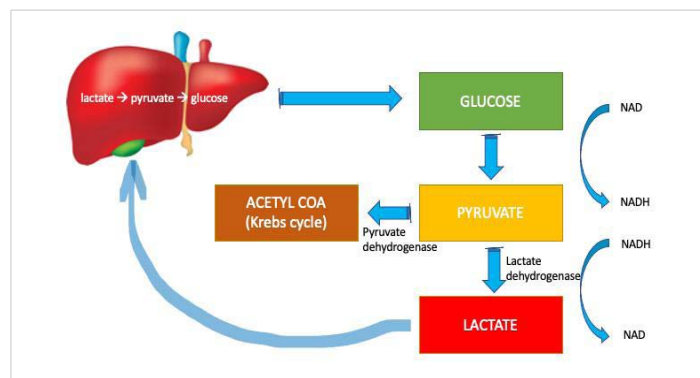 lactate → pyruvate → glucose
GLUCOSE
NAD
NADH
ACETYL COA
(Krebs cycle)
PYRUVATE
Pyruvate
dehydrogenase
NADH
Lactate
dehydrogenase
LACTATE
NAD